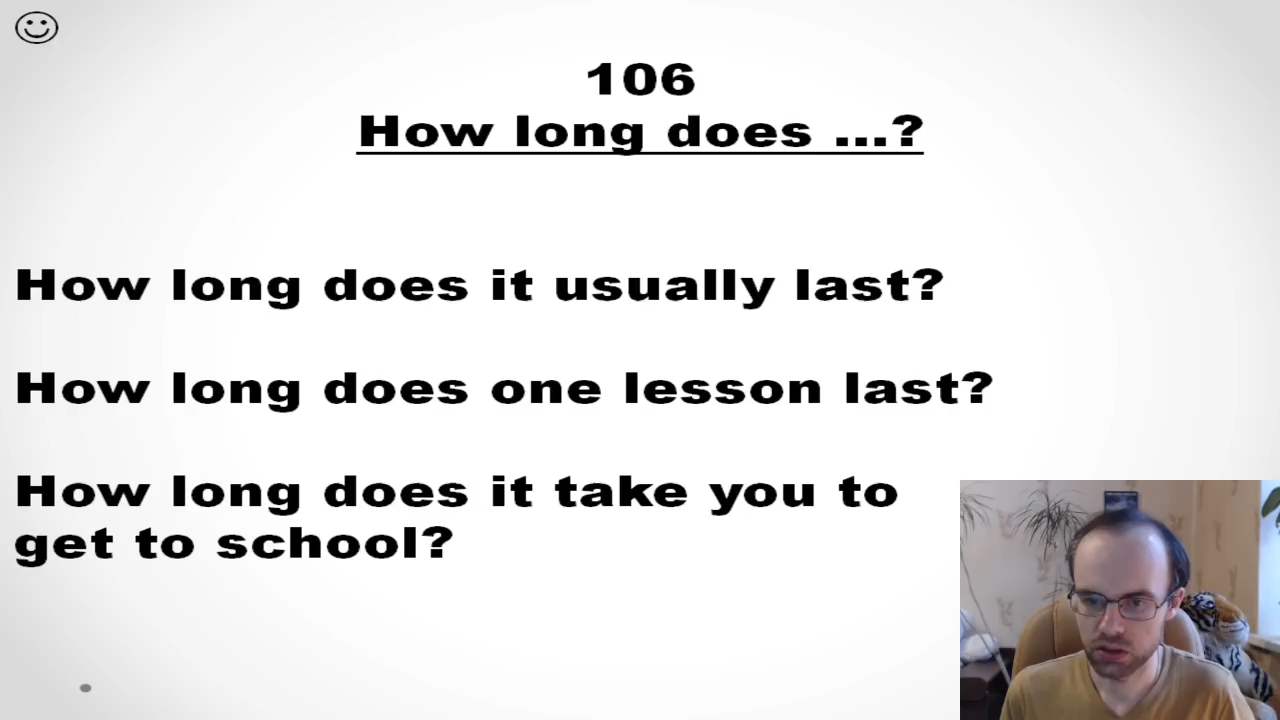 106
How long does ...?
How long does it usually last?
How long does one lesson last?
How long does it take you to
get to school?